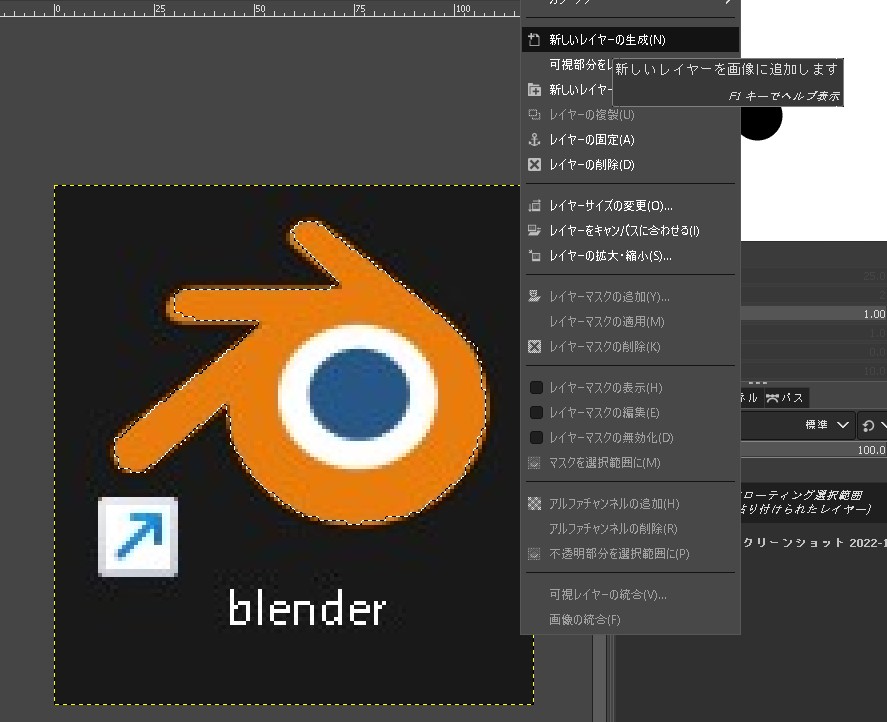 0 25 50 75 100
新しいレイヤーの生成(N)
可視部分をレ
新しいレイヤーを画像に追加します
F1 キーでヘルプ表示
新しいレイヤー
レイヤーの複製(U)
レイヤーの固定(A)
レイヤーの削除(D)
レイヤーサイズの変更(O)...
レイヤーをキャンバスに合わせる(I)
レイヤーの拡大・縮小(S)...
レイヤーマスクの追加(Y)...
レイヤーマスクの適用(M)
レイヤーマスクの削除(K)
レイヤーマスクの表示(H)
レイヤーマスクの編集(E)
レイヤーマスクの無効化(D)
マスクを選択範囲に(M)
アルファチャンネルの追加(H)
アルファチャンネルの削除(R)
不透明部分を選択範囲に(P)
可視レイヤーの統合(V)...
画像の統合(F)
1.00
ネル
パス
標準
100.0
ローティング選択範囲
り付けられたレイヤー)
クリーンショット 2022-1
blender